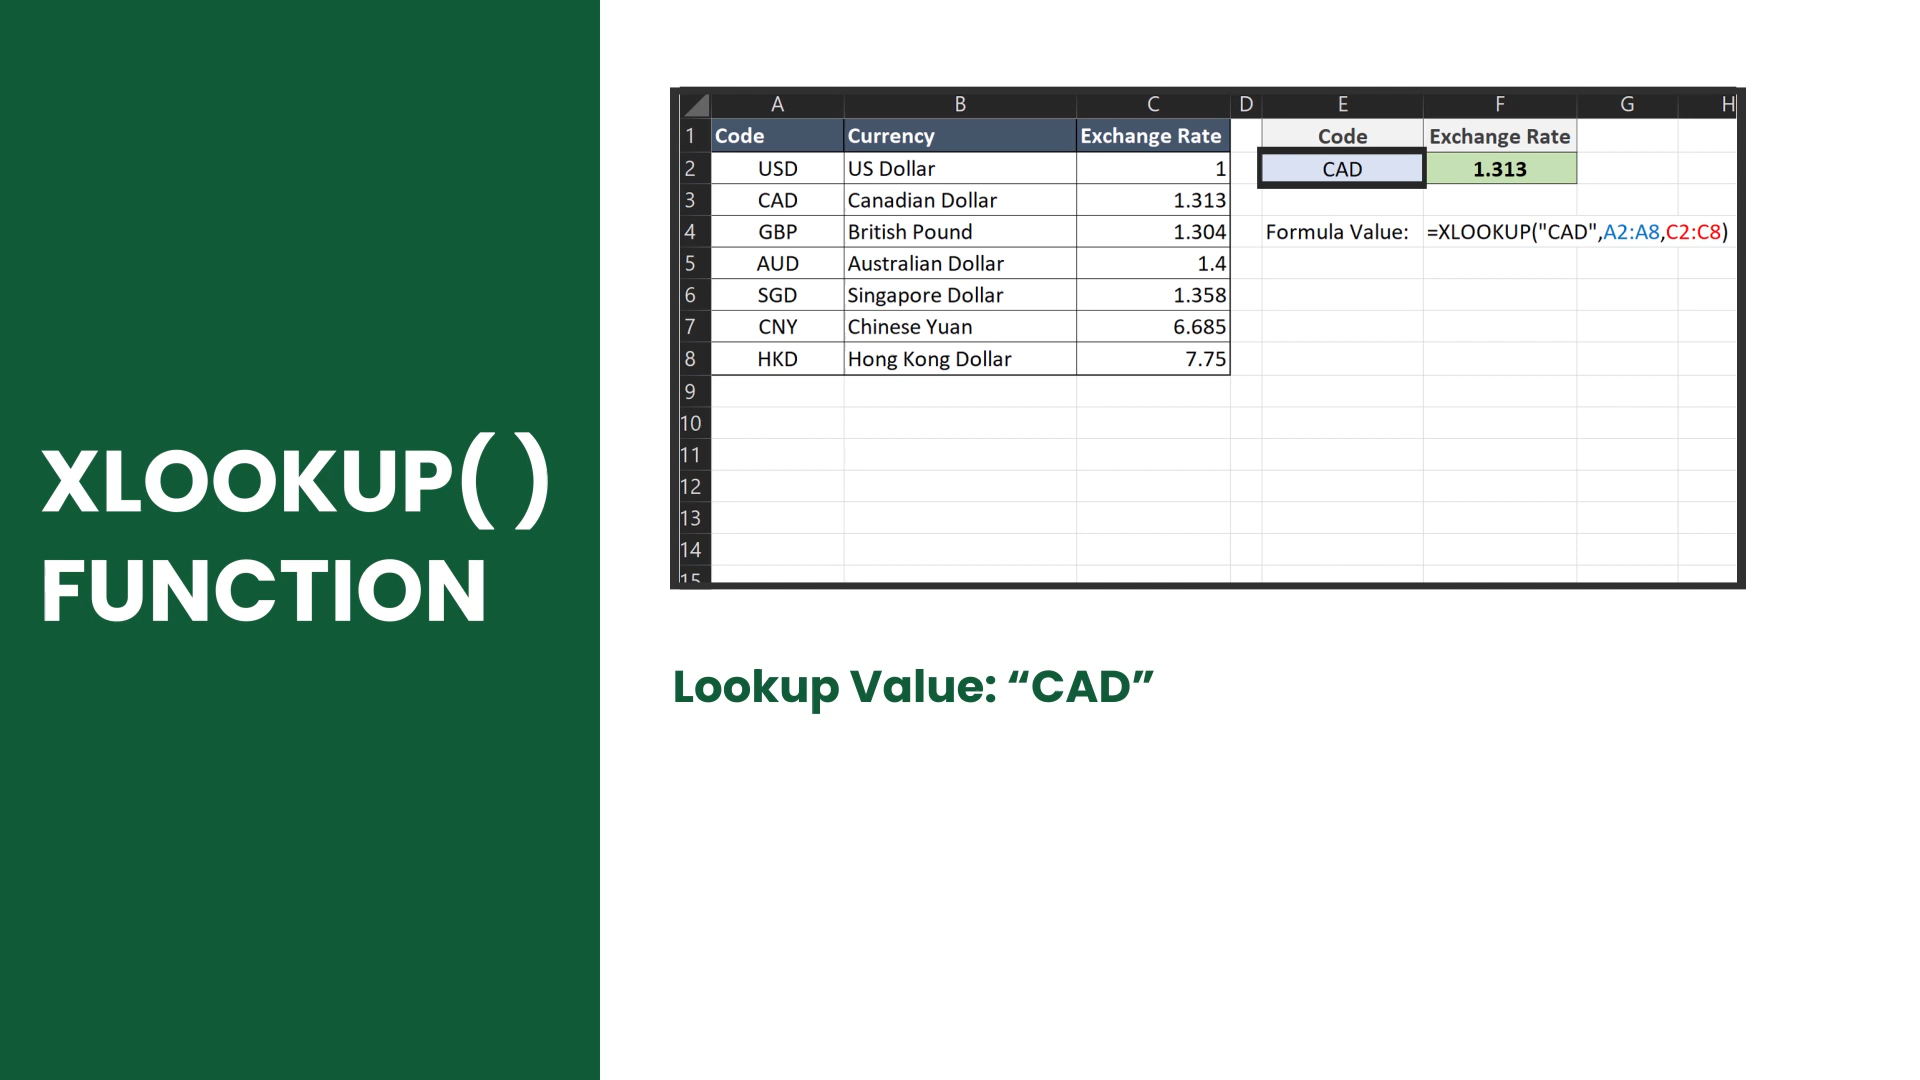 XLOOKUP( )
FUNCTION
A B C D E F G H
1 Code Currency Exchange Rate Code Exchange Rate
2 USD US Dollar 1 CAD 1.313
3 CAD Canadian Dollar 1.313
4 GBP British Pound 1.304 Formula Value: =XLOOKUP("CAD",A2:A8,C2:C8)
5 AUD Australian Dollar 1.4
6 SGD Singapore Dollar 1.358
7 CNY Chinese Yuan 6.685
8 HKD Hong Kong Dollar 7.75
9
10
11
12
13
14
15
Lookup Value: “CAD”